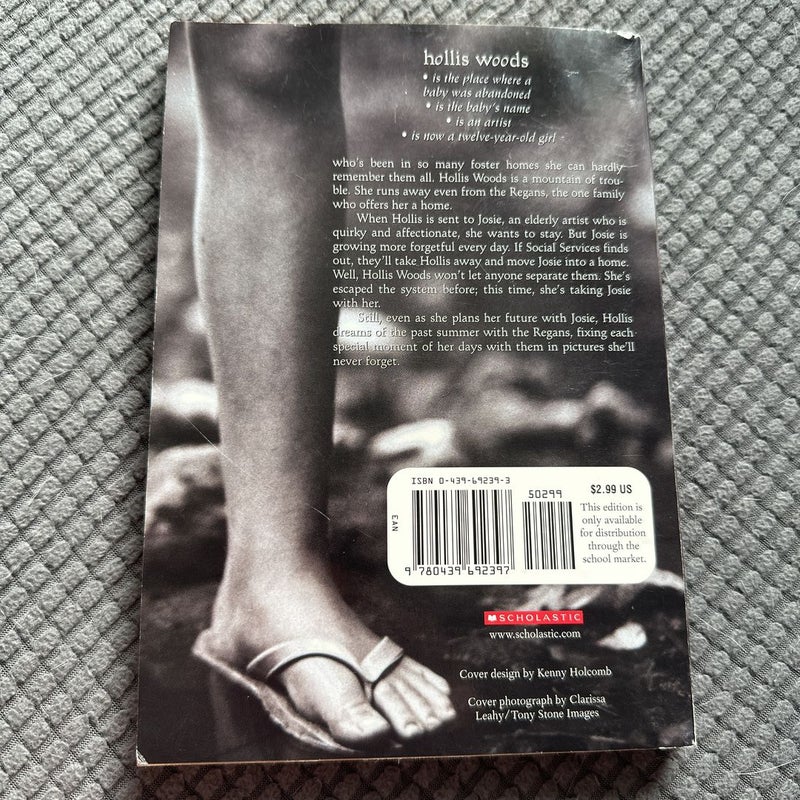 hollis woods
• is the place where a
baby was abandoned
• is the baby's name
• is an artist
• is now a twelve-year-old girl -
who's been in so many foster homes she can hardly
remember them all. Hollis Woods is a mountain of trou-
ble. She runs away even from the Regans, the one family
who offers her a home.
When Hollis is sent to Josie, an elderly artist who is
quirky and affectionate, she wants to stay. But Josie is
growing more forgetful every day. If Social Services finds
out, they'll take Hollis away and move Josie into a home.
Well, Hollis Woods won't let anyone separate them. She's
escaped the system before; this time, she's taking Josie
with her.
Still, even as she plans her future with Josie, Hollis
dreams of the past summer with the Regans, fixing each
special moment of her days with them in pictures she'll
never forget.
ISBN 0-439-69239-3
50299
EAN
9 780439 692397
$2.99 US
This edition is
only available
for distribution
through the
school market.
SCHOLASTIC
www.scholastic.com
Cover design by Kenny Holcomb
Cover photograph by Clarissa
Leahy/Tony Stone Images